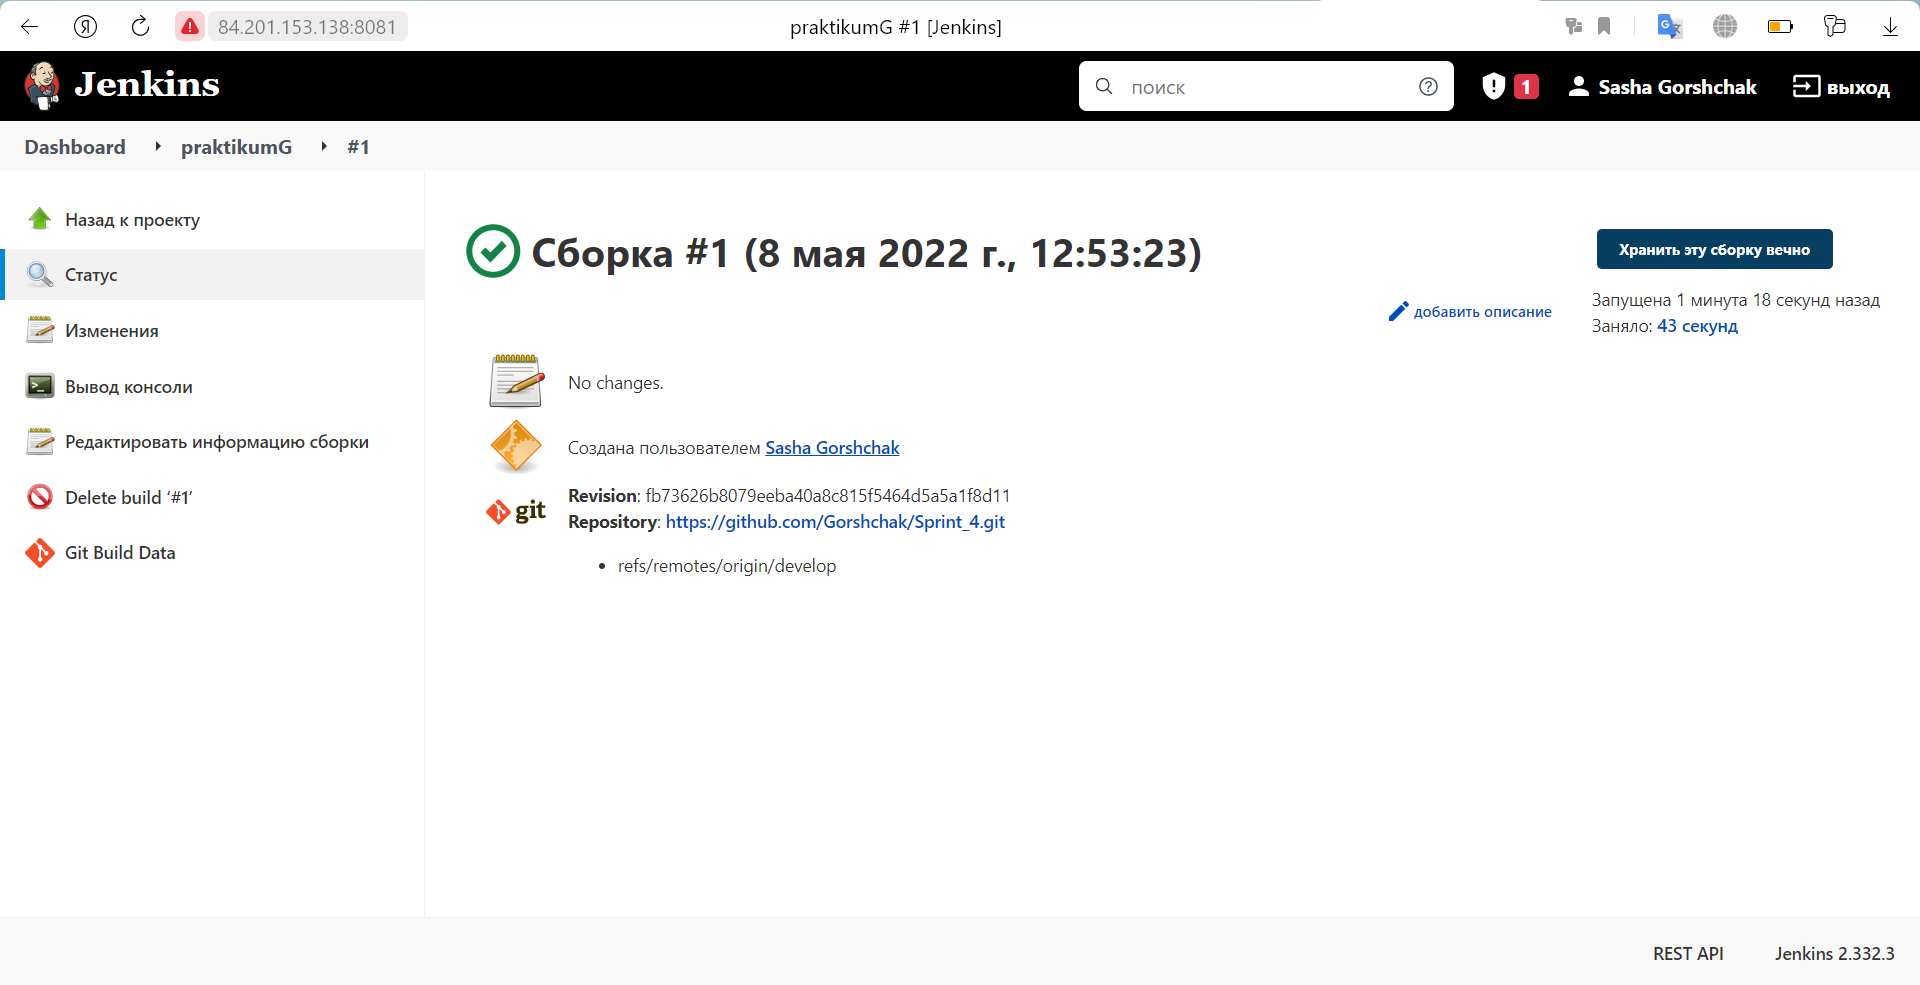 84.201.153.138:8081
praktikumG #1 [Jenkins]
Jenkins
поиск
1
Sasha Gorshchak
выход
Dashboard
praktikumG
#1
Назад к проекту
Статус
Изменения
Вывод консоли
Редактировать информацию сборки
Delete build ‘#1’
Git Build Data
Сборка #1 (8 мая 2022 г., 12:53:23)
Хранить эту сборку вечно
добавить описание
Запущена 1 минута 18 секунд назад
Заняло: 43 секунд
No changes.
Создана пользователем Sasha Gorshchak
git
Revision: fb73626b8079eeba40a8c815f5464d5a5a1f8d11
Repository: https://github.com/Gorshchak/Sprint_4.git
• refs/remotes/origin/develop
REST API
Jenkins 2.332.3